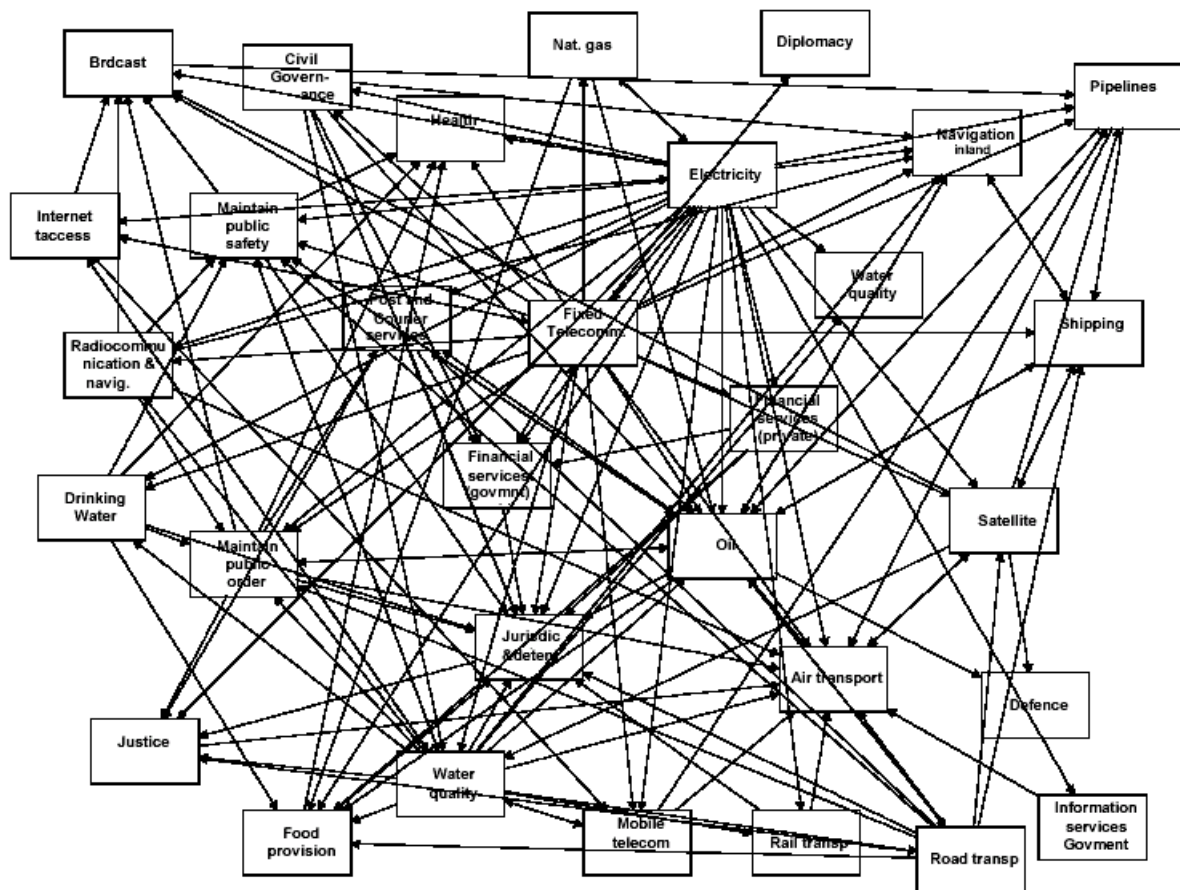 Brdcast
Civil
Govern-
ance
Nat. gas
Diplomacy
Pipelines
Health
Navigation
inland
Electricity
Internet
taccess
Maintain
public
safety
Water
quality
Post and
Courier
services
Fixed
Telecomm.
Shipping
Radiocommu
nication &
navig.
Financial
services
(private)
Financial
services
(govmnt)
Drinking
Water
Satellite
Maintain
public
order
Oil
Jurisdic
&detent
Air transport
Defence
Justice
Water
quality
Food
provision
Mobile
telecom
Rail transp
Road transp
Information
services
Govment